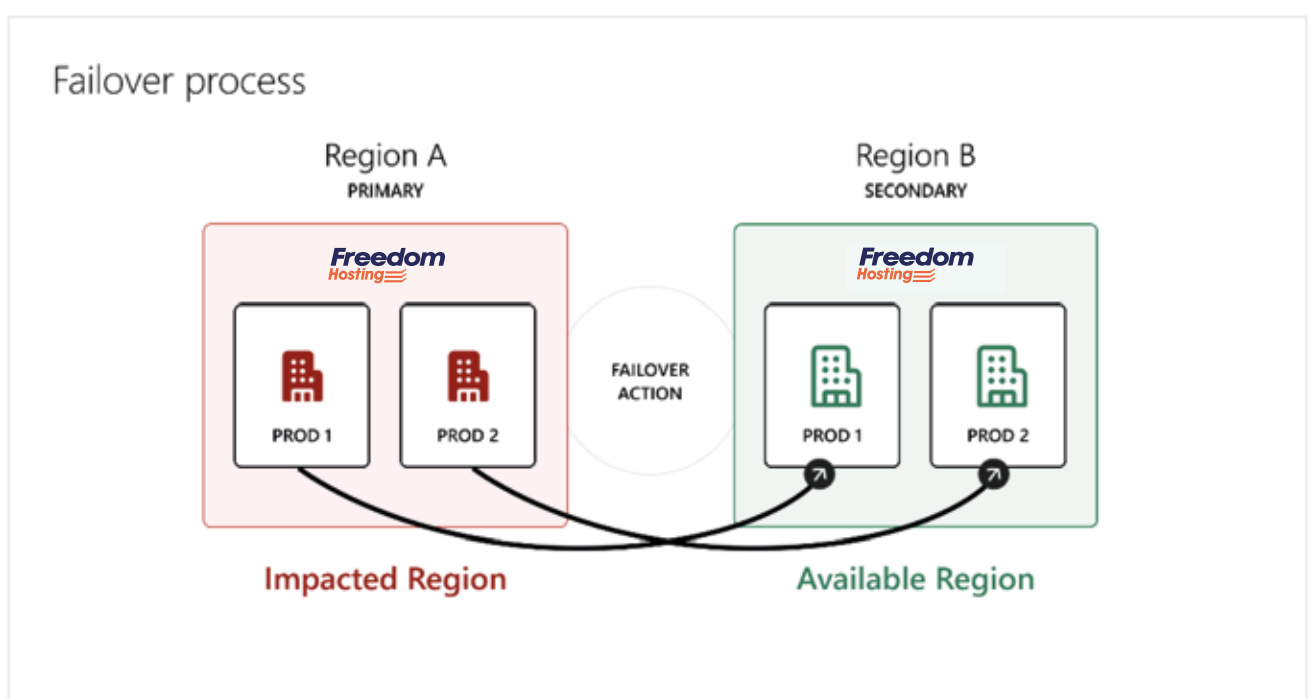 Failover process
Region A
PRIMARY
Region B
SECONDARY
Freedom
Hosting
Freedom
Hosting
FAILOVER
ACTION
PROD 1
PROD 2
PROD 1
PROD 2
Impacted Region
Available Region